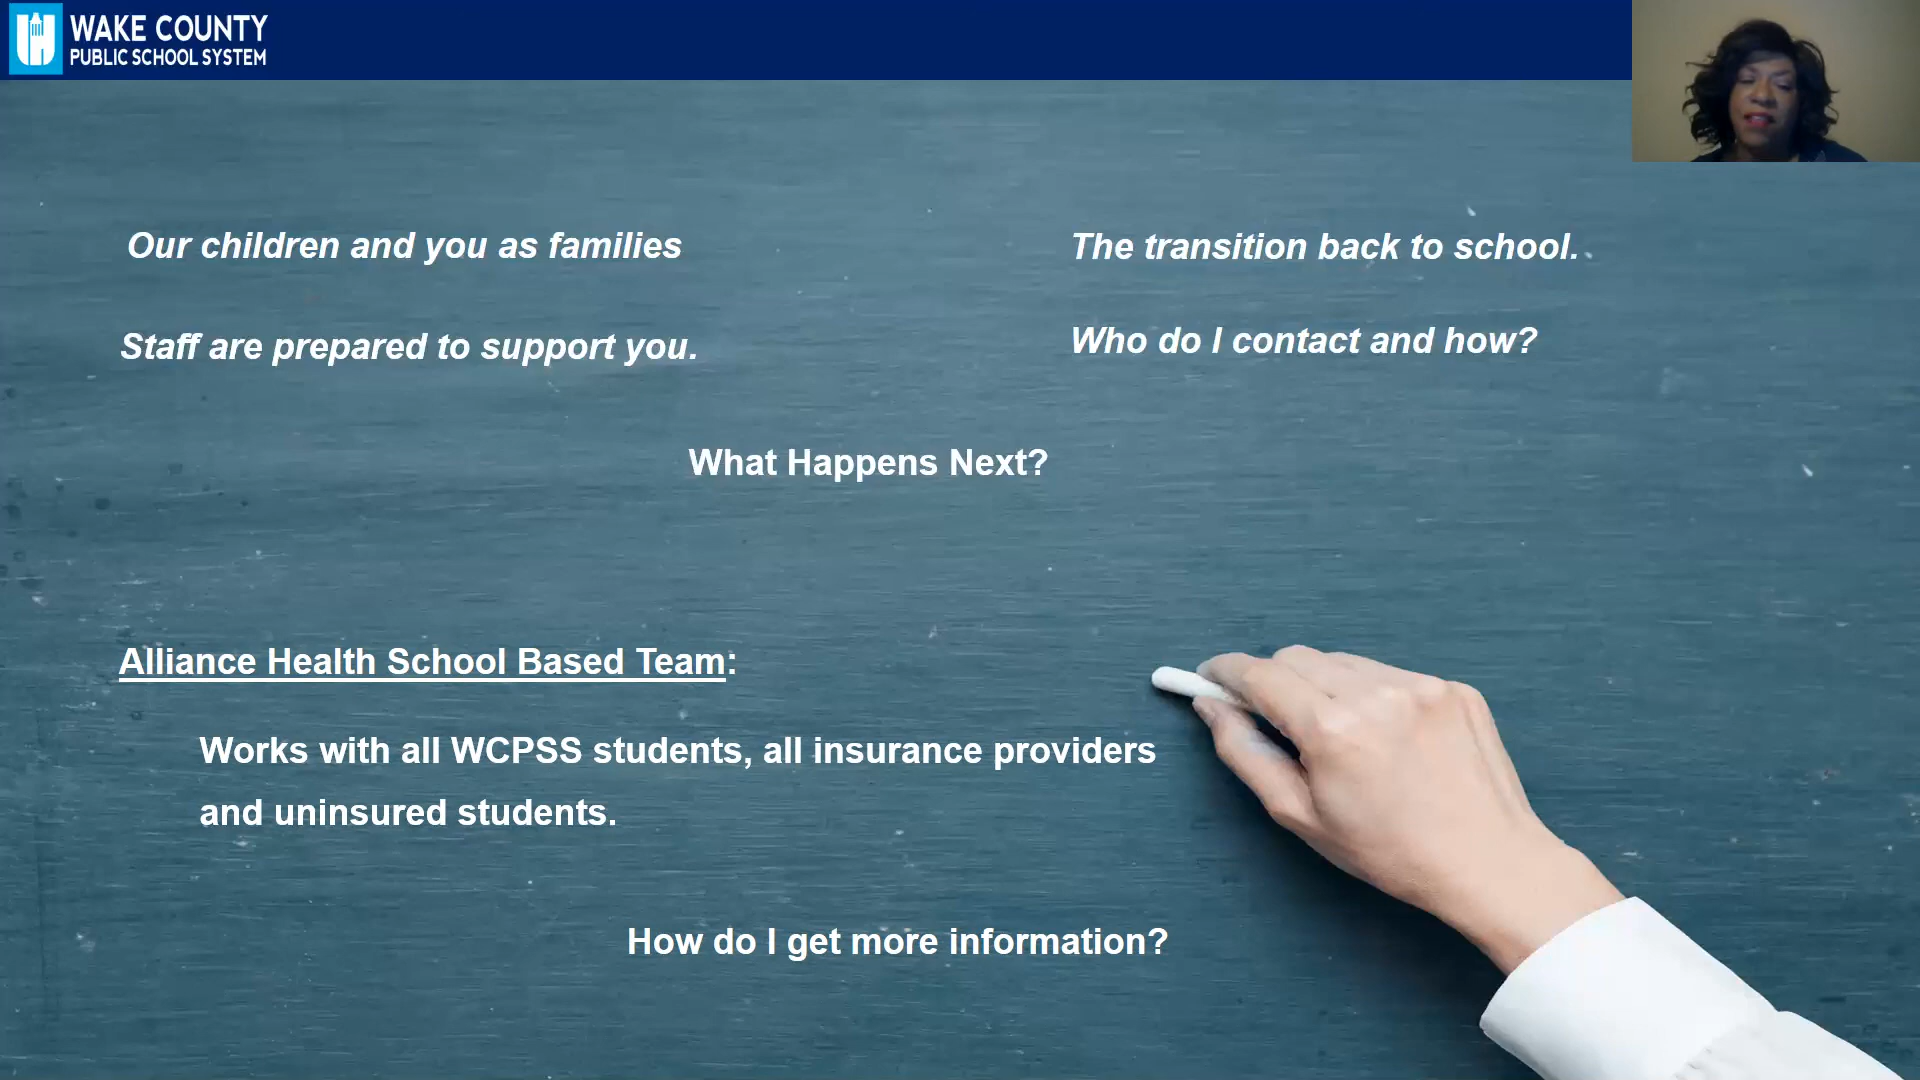 WAKE COUNTY
PUBLIC SCHOOL SYSTEM
Our children and you as families
The transition back to school.
Staff are prepared to support you.
Who do I contact and how?
What Happens Next?
Alliance Health School Based Team:
Works with all WCPSS students, all insurance providers
and uninsured students.
How do I get more information?